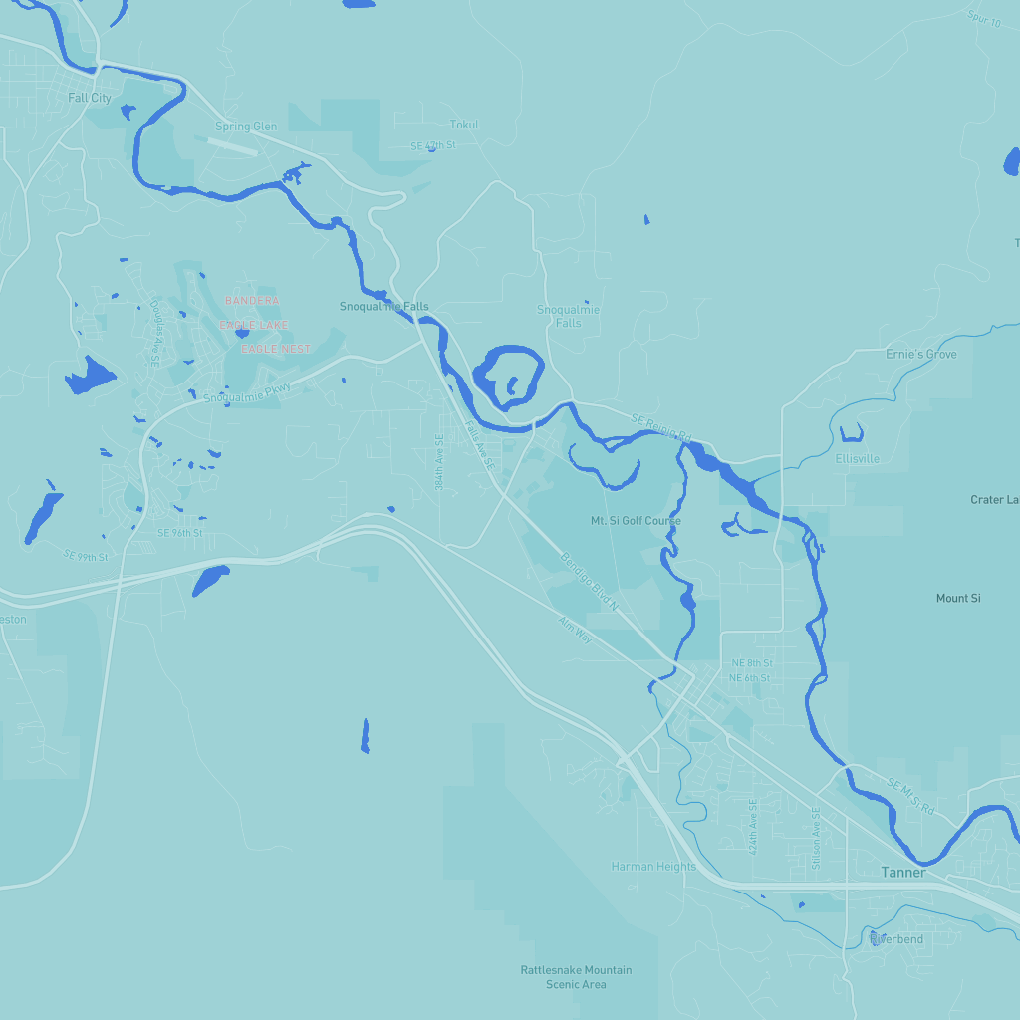 Spur 10
Fall City
Spring Glen
Tokul
SE 47th St
BANDERA
Snoqualmie Falls
Snoqualmie
Falls
EAGLE LAKE
Douglas Ave SE
EAGLE NEST
Ernie's Grove
Snoqualmie Pkwy
SE Reinig Rd
Falls Ave SE
384th Ave SE
Ellisville
Crater La
Mt. Si Golf Course
SE 96th St
SE 99th St
Bendigo Blvd N
Mount Si
eston
Alm Way
NE 8th St
NE 6th St
SE Mt Si Rd
424th Ave SE
Stilson Ave SE
Harman Heights
Tanner
Riverbend
Rattlesnake Mountain
Scenic Area